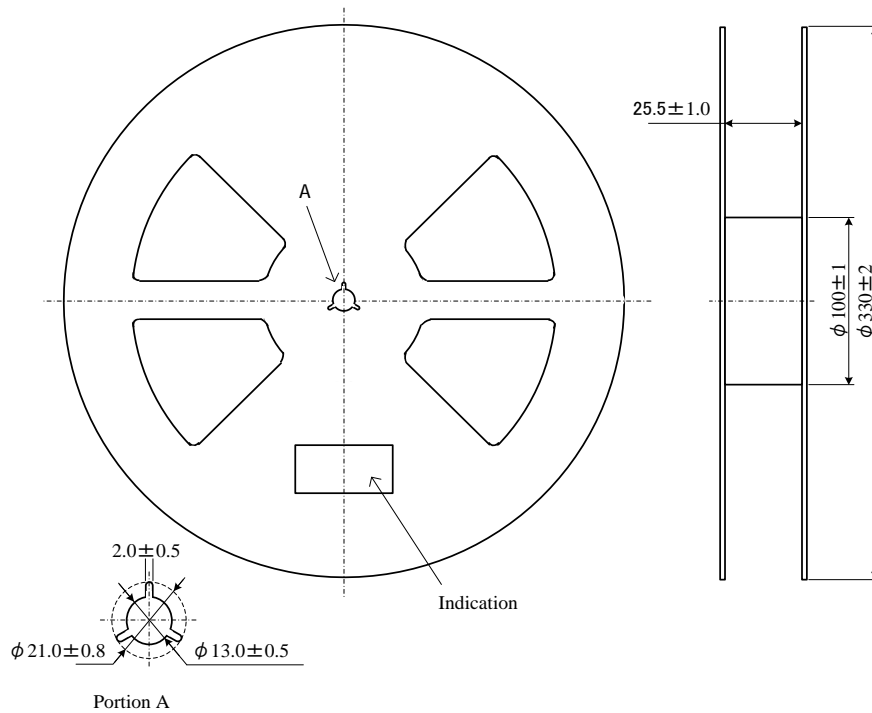 A
25.5±1.0
ϕ100±1
ϕ330±2
2.0±0.5
Indication
ϕ21.0±0.8
ϕ13.0±0.5
Portion A